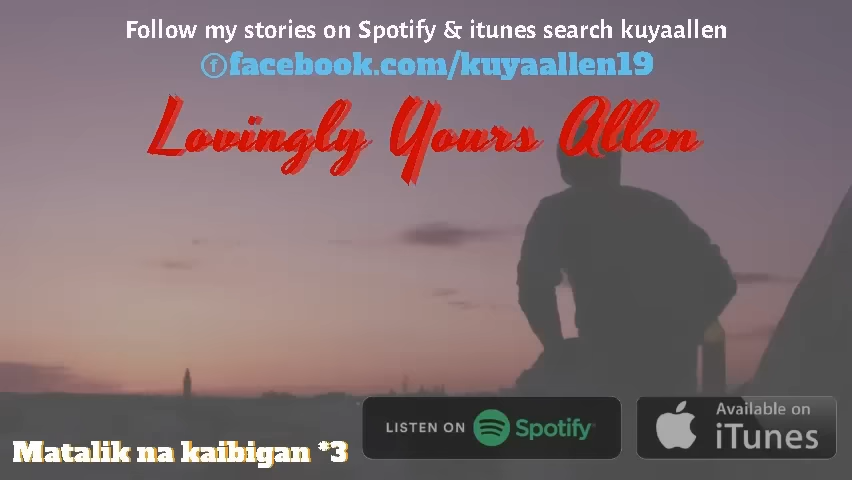 Follow my stories on Spotify & itunes search kuyaallen
facebook.com/kuyaallen19
Lovingly Yours Allen
LISTEN ON Spotify
Available on
iTunes
Matalik na kaibigan *3